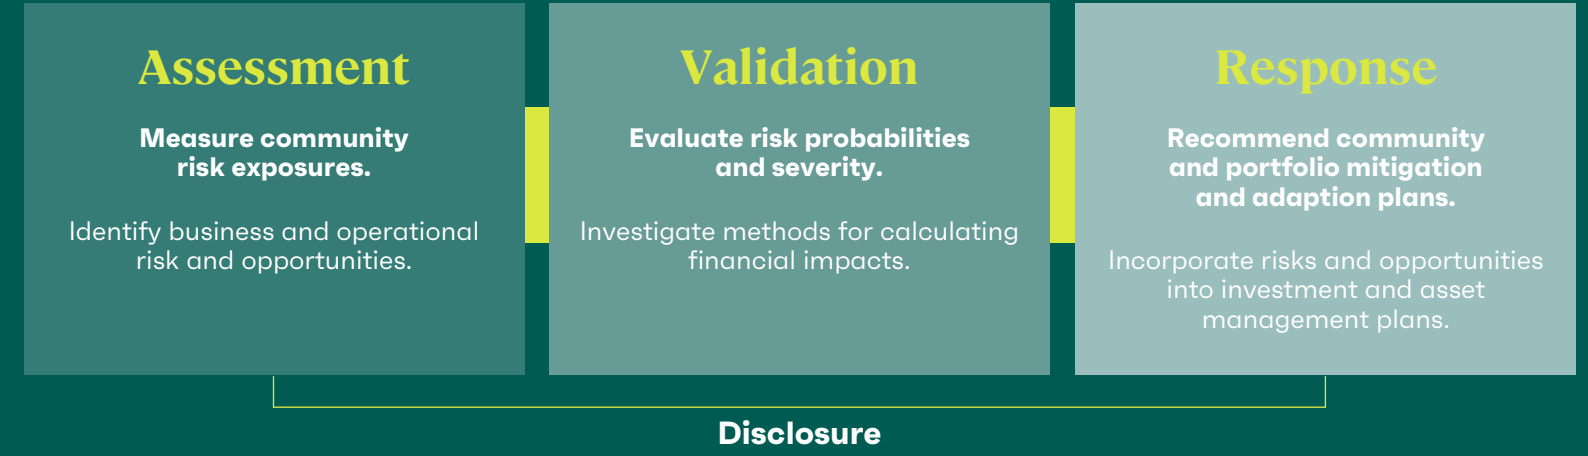 Assessment
Measure community
risk exposures.
Identify business and operational
risk and opportunities.
Validation
Evaluate risk probabilities
and severity.
Investigate methods for calculating
financial impacts.
Response
Recommend community
and portfolio mitigation
and adaption plans.
Incorporate risks and opportunities
into investment and asset
management plans.
Disclosure